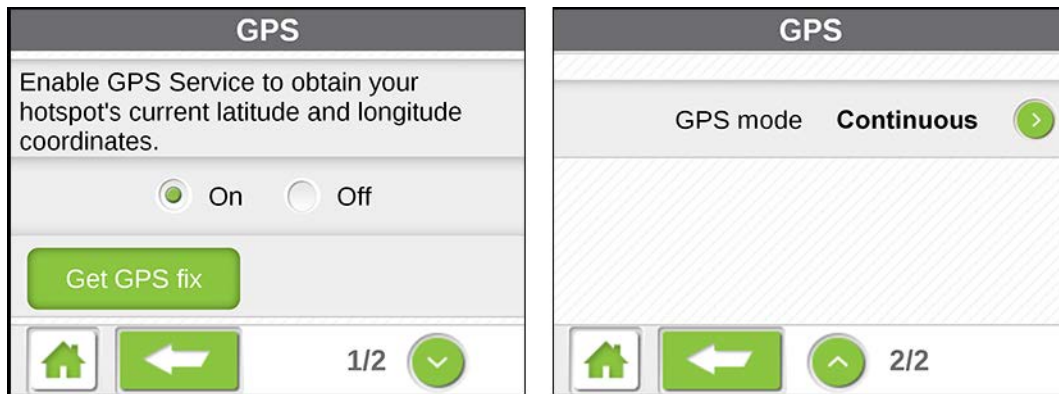 GPS
Enable GPS Service to obtain your
hotspot's current latitude and longitude
coordinates.
On Off
Get GPS fix
1/2
GPS
GPS mode Continuous
2/2